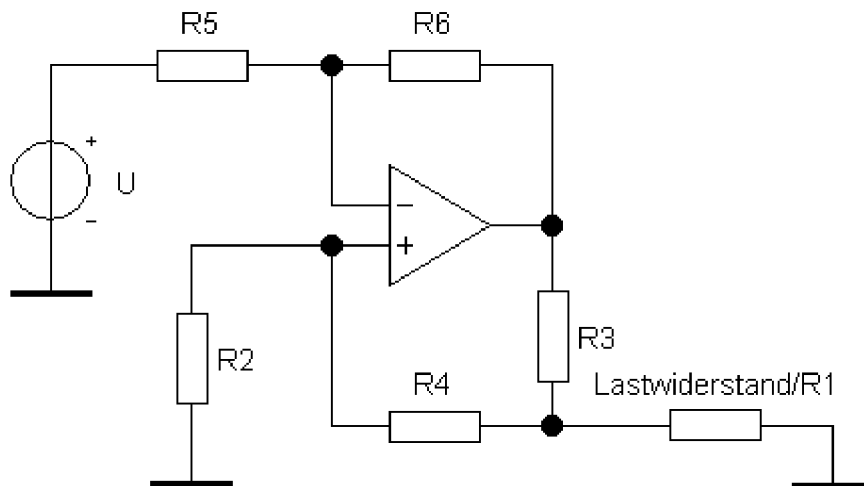 R5
R6
+
U
-
-
+
R2
R3
R4
Lastwiderstand/R1